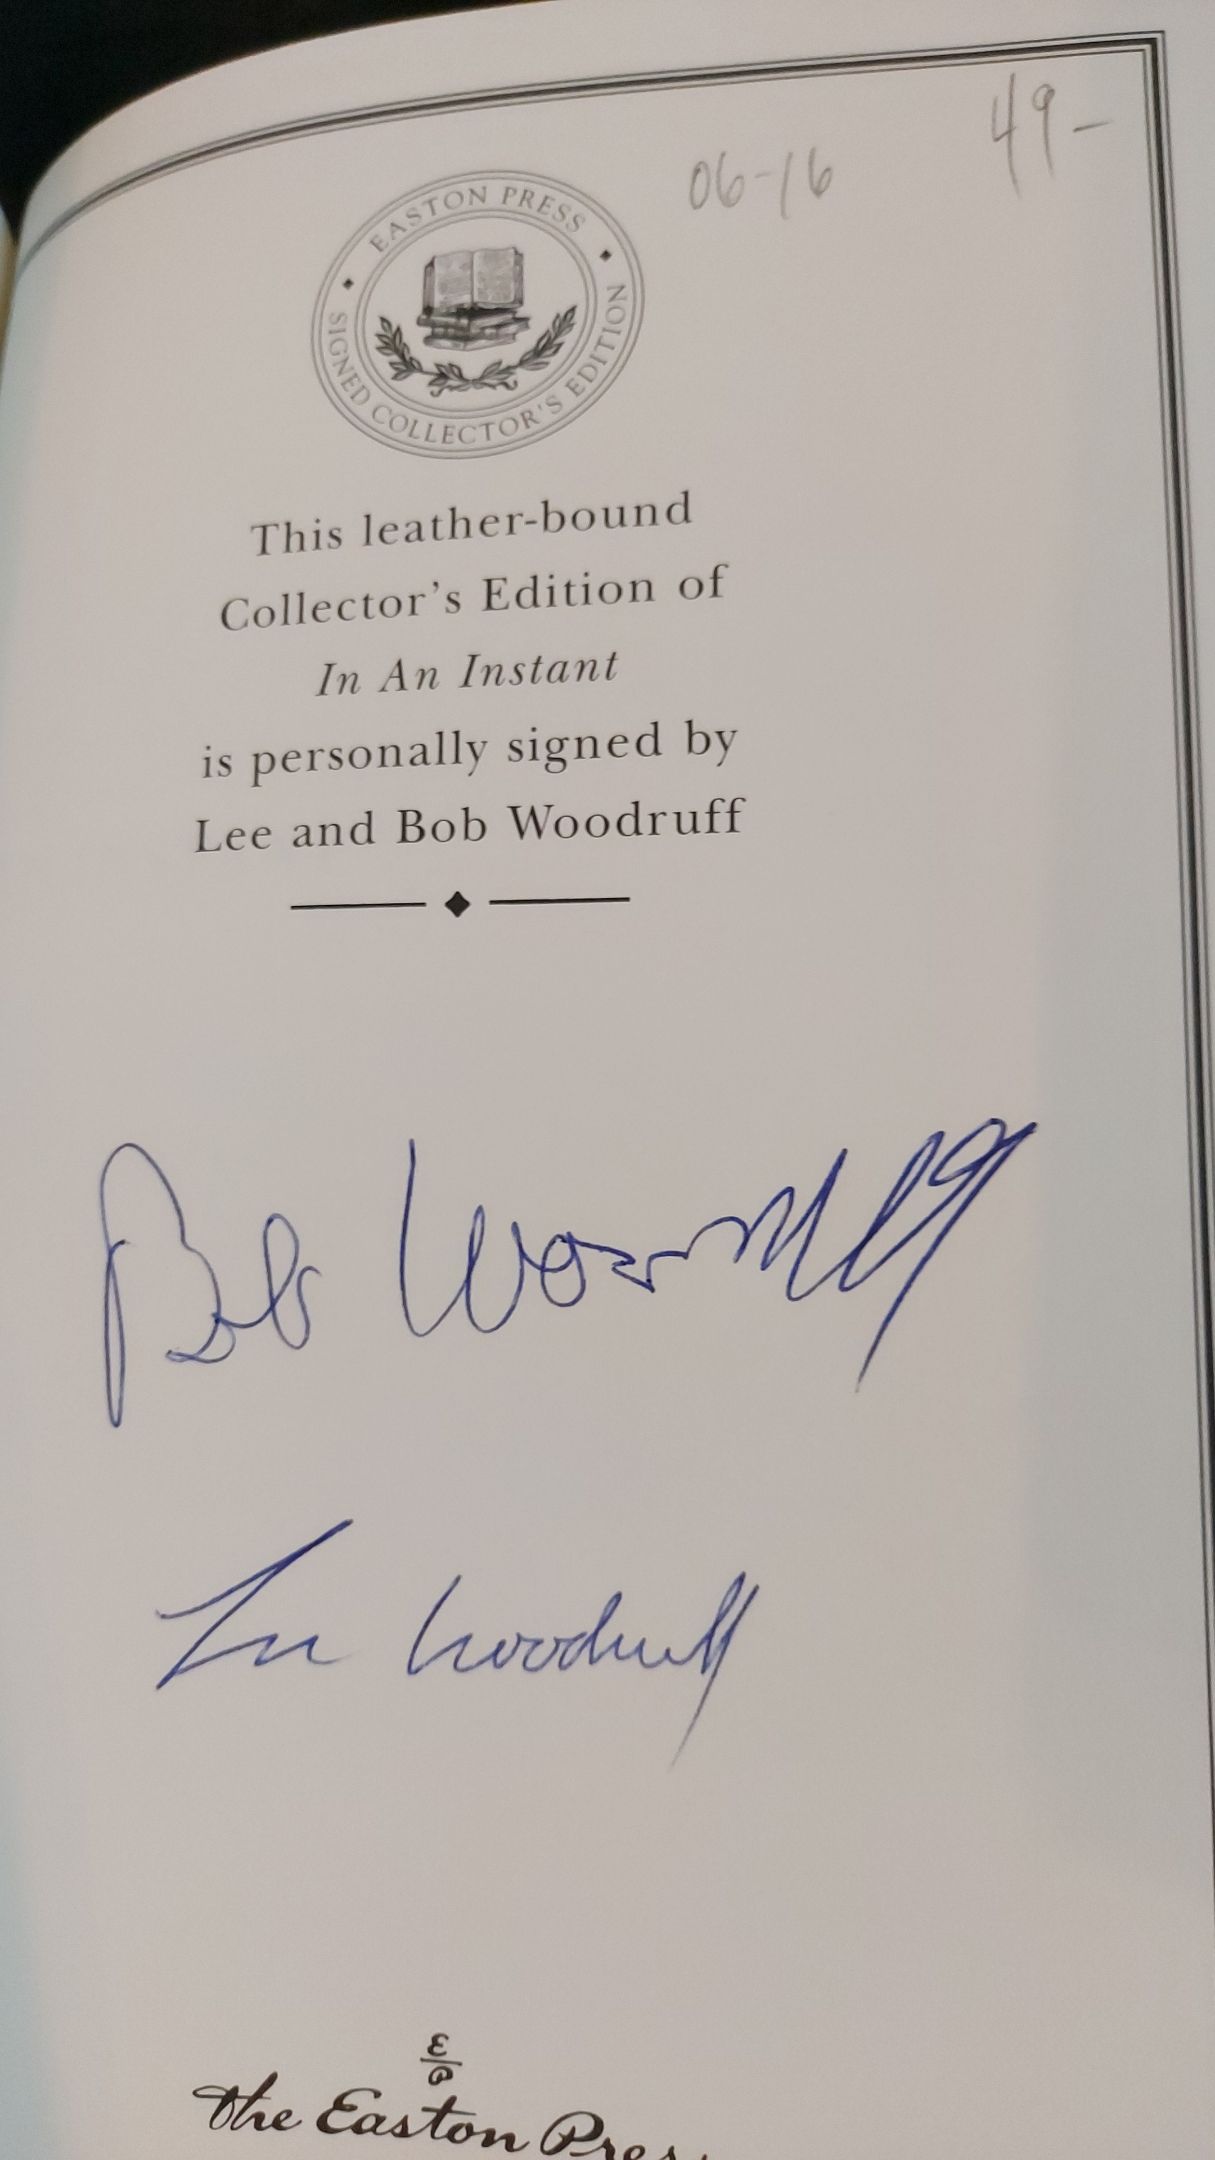 49-
06-16
EASTON PRESS
SIGNED COLLECTOR'S EDITION
This leather-bound
Collector's Edition of
In An Instant
is personally signed by
Lee and Bob Woodruff
Bob Woodruff
Lee Woodruff
E/P
The Easton Press